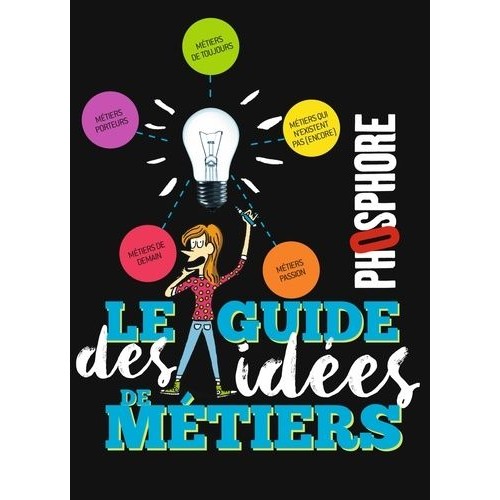 MÉTIERS
DE TOUJOURS
MÉTIERS
PORTEURS
MÉTIERS QUI
N'EXISTENT
PAS (ENCORE)
MÉTIERS DE
DEMAIN
MÉTIERS
PASSION
PHOSPHORE
LE GUIDE
des idées
DE
MÉTIERS